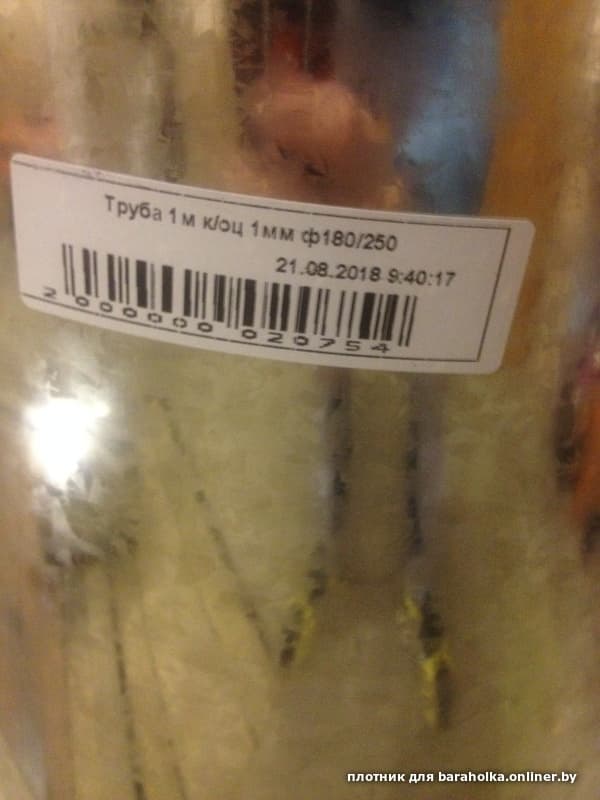 Труба 1м к/оц 1мм ф180/250
21.08.2018 9:40:17
2 000000 020754
плотник для baraholka.onliner.by